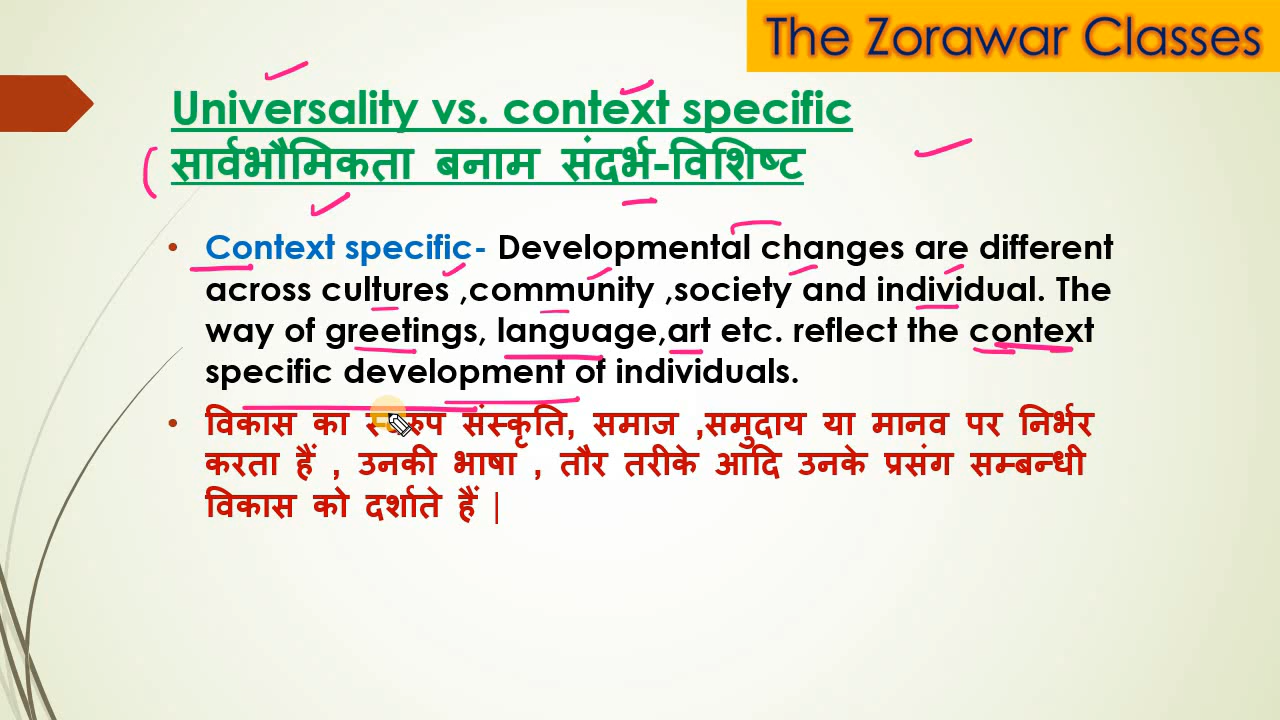 The Zorawar Classes
Universality vs. context specific
सार्वभौमिकता बनाम संदर्भ-विशिष्ट
• Context specific- Developmental changes are different
across cultures ,community ,society and individual. The
way of greetings, language,art etc. reflect the context
specific development of individuals.
• विकास का संस्कृति, समाज ,समुदाय या मानव पर निर्भर
करता हैं , उनकी भाषा , तौर तरीके आदि उनके प्रसंग सम्बन्धी
विकास को दर्शाते हैं |